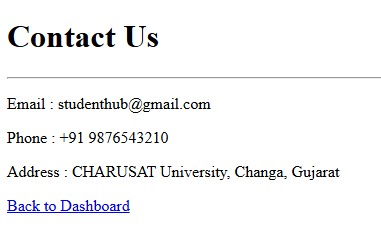 Contact Us
Email : studenthub@gmail.com
Phone : +91 9876543210
Address : CHARUSAT University, Changa, Gujarat
Back to Dashboard